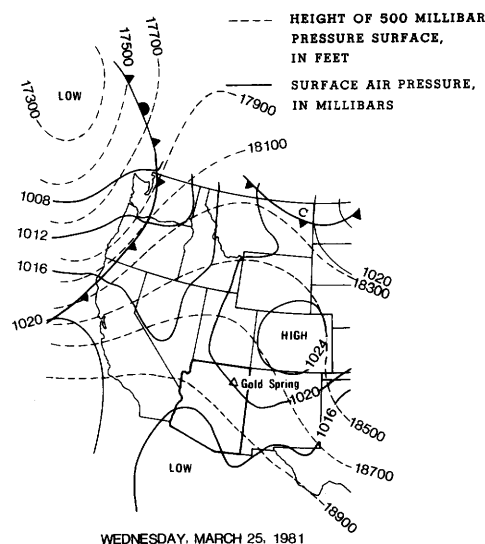 HEIGHT OF 500 MILLIBAR
PRESSURE SURFACE,
IN FEET
SURFACE AIR PRESSURE,
IN MILLIBARS
17700
17500
17300
LOW
17900
18100
1008
1012
1016
1020
C
1020
18300
HIGH
1024
Gold Spring
1020
1016
18500
LOW
18700
18900
WEDNESDAY, MARCH 25, 1981